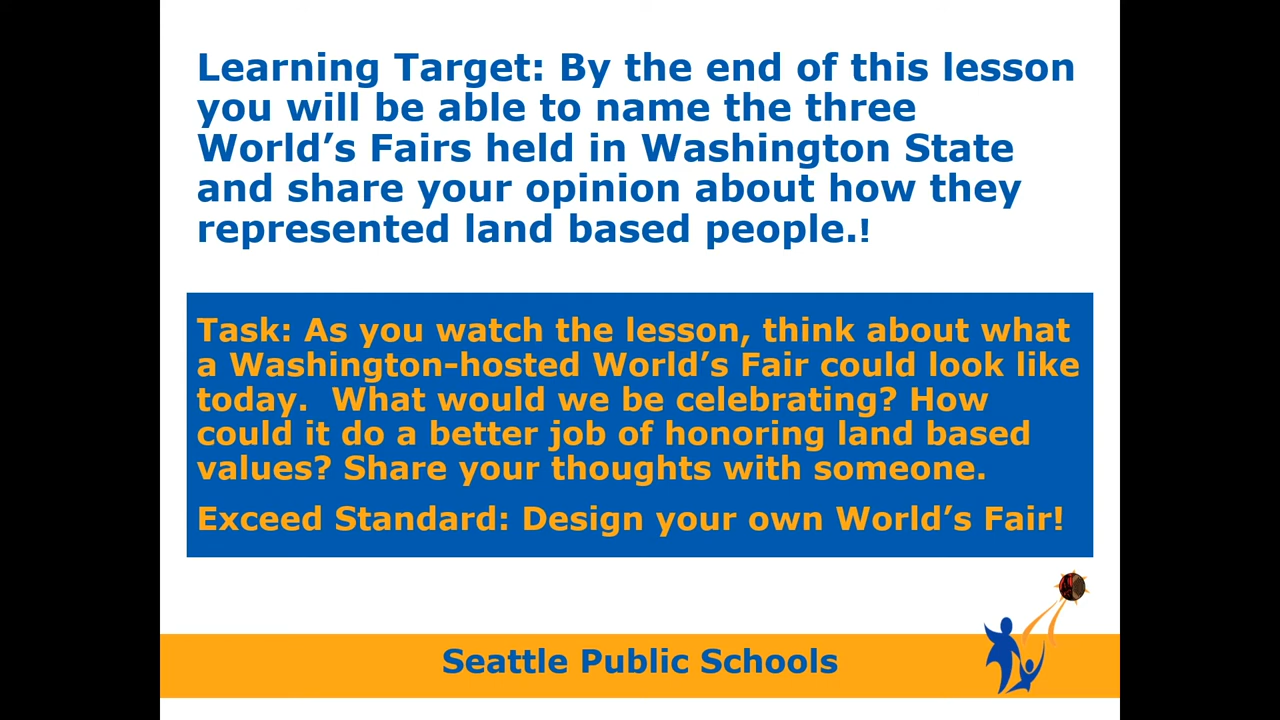 Learning Target: By the end of this lesson
you will be able to name the three
World’s Fairs held in Washington State
and share your opinion about how they
represented land based people.!
Task: As you watch the lesson, think about what
a Washington-hosted World’s Fair could look like
today.  What would we be celebrating? How
could it do a better job of honoring land based
values? Share your thoughts with someone.
Exceed Standard: Design your own World’s Fair!
Seattle Public Schools